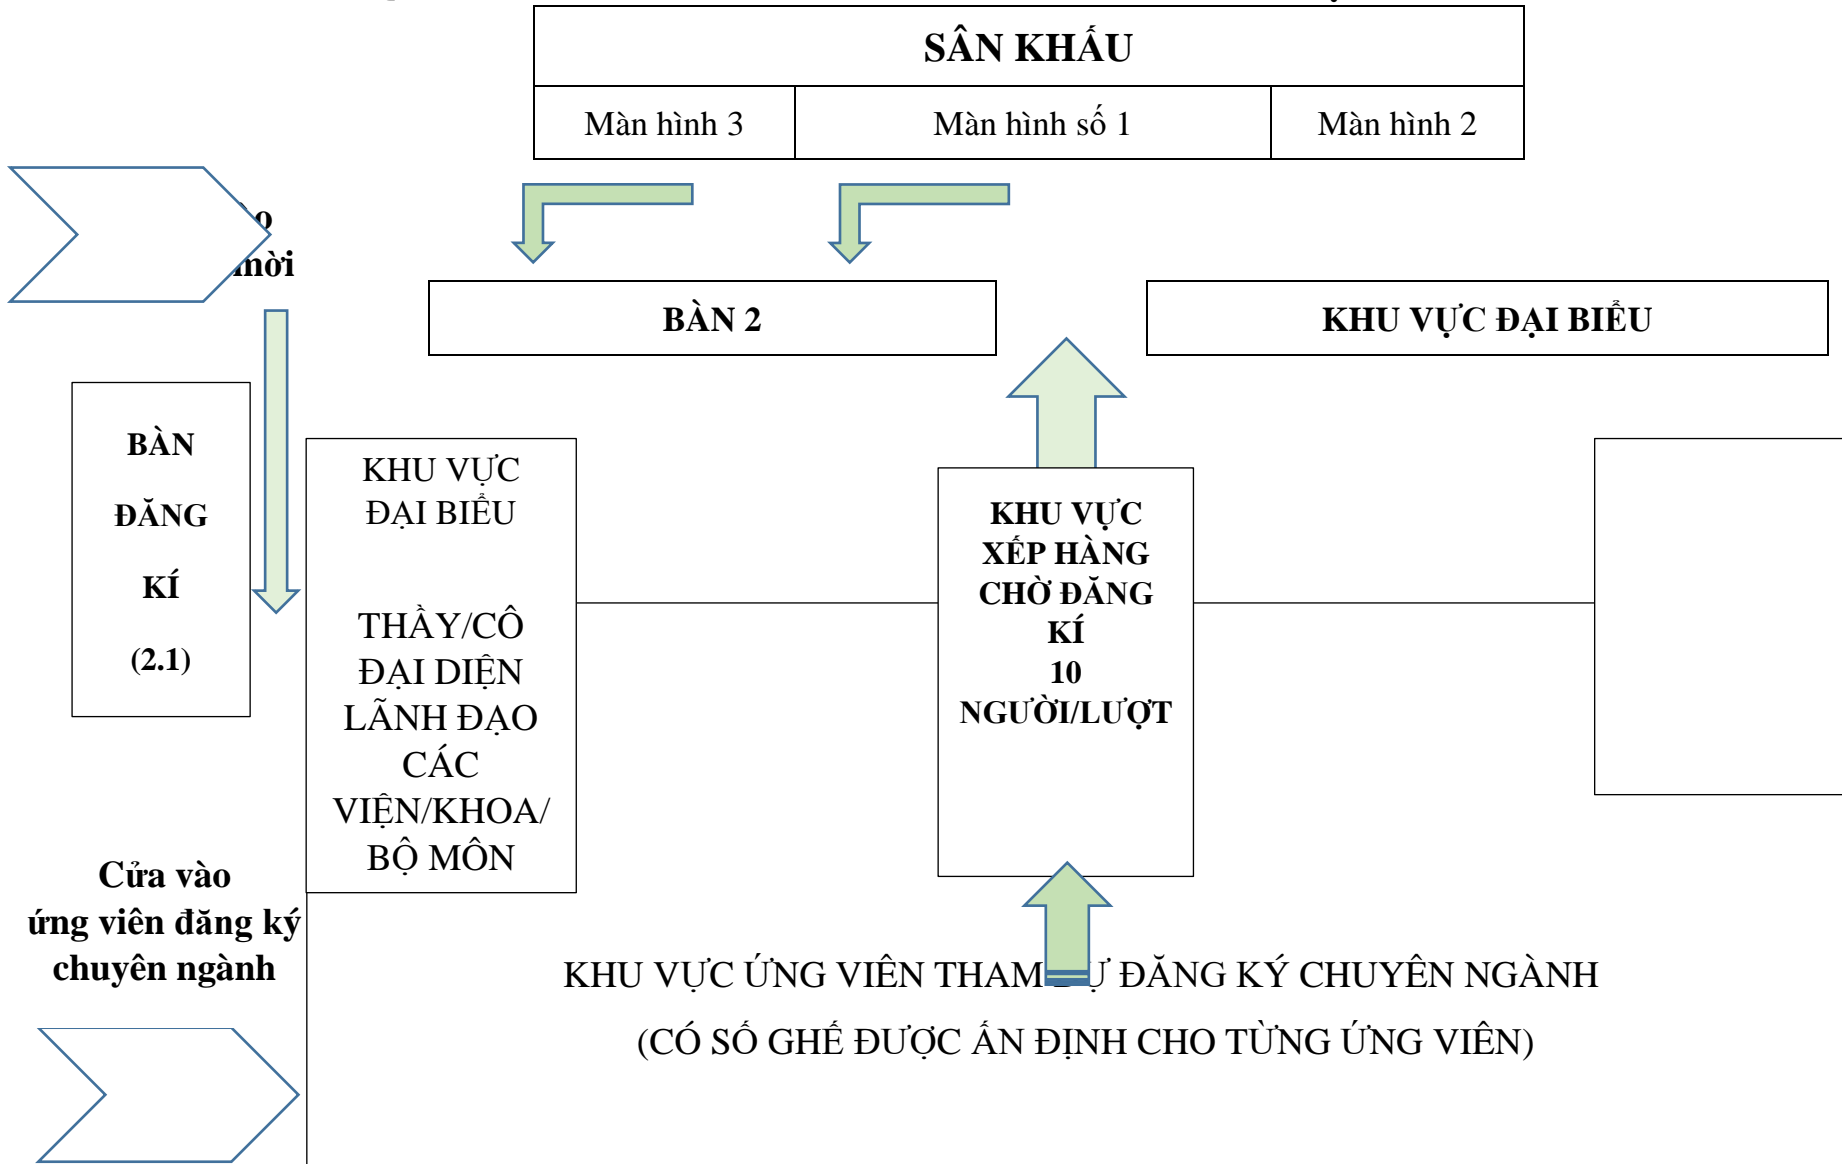 SÂN KHẤU
Màn hình 3
Màn hình số 1
Màn hình 2
mời
BÀN 2
KHU VỰC ĐẠI BIỂU
BÀN
ĐĂNG
KÍ
(2.1)
KHU VỰC
ĐẠI BIỂU
THẦY/CÔ
ĐẠI DIỆN
LÃNH ĐẠO
CÁC
VIỆN/KHOA/
BỘ MÔN
KHU VỰC
XẾP HÀNG
CHỜ ĐĂNG
KÍ
10
NGƯỜI/LƯỢT
Cửa vào
ứng viên đăng ký
chuyên ngành
KHU VỰC ỨNG VIÊN THAM DỰ ĐĂNG KÝ CHUYÊN NGÀNH
(CÓ SỐ GHẾ ĐƯỢC ẤN ĐỊNH CHO TỪNG ỨNG VIÊN)